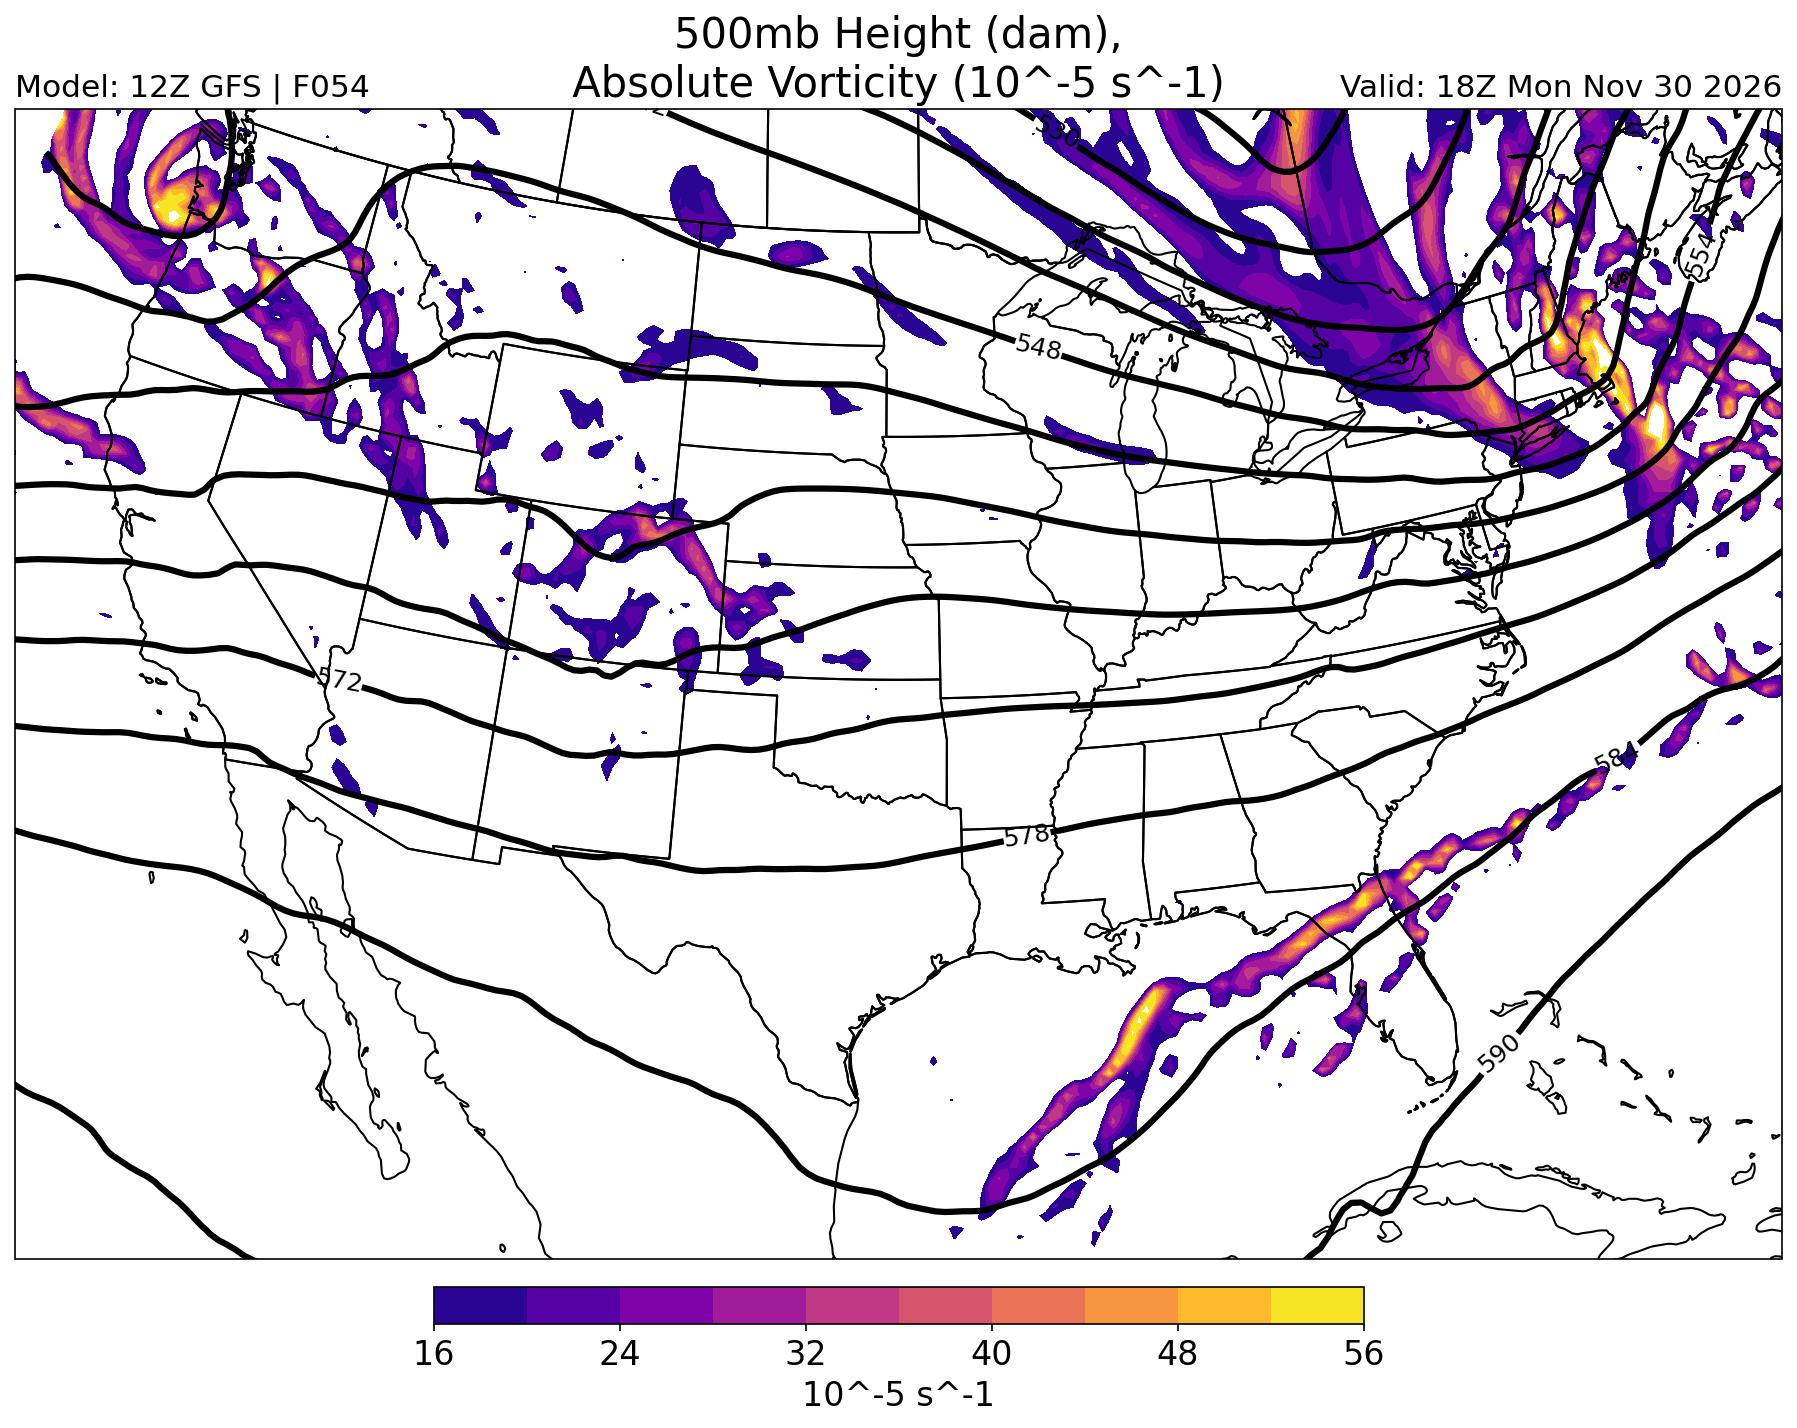 500mb Height (dam),
Model: 12Z GFS | F054
Absolute Vorticity (10^-5 s^-1)
Valid: 18Z Mon Nov 30 2026
530
554
548
572
584
578
590
16 24 32 40 48 56
10^-5 s^-1